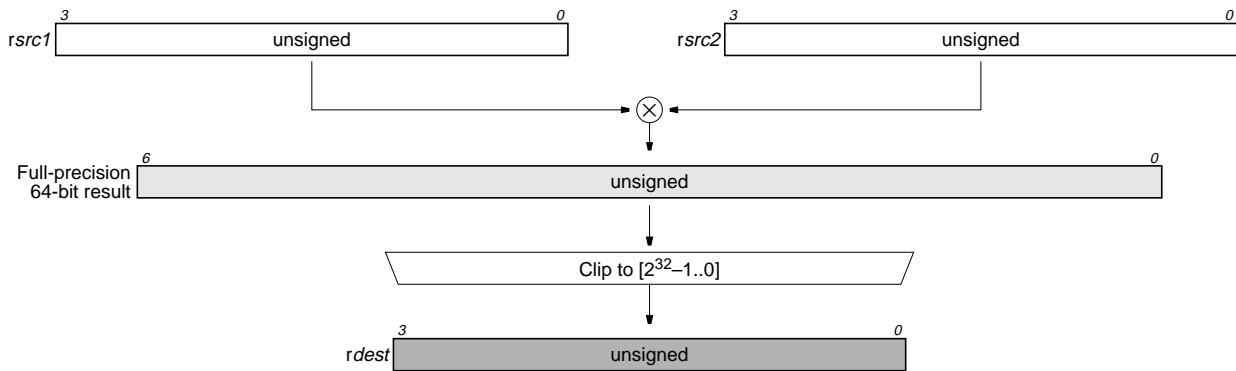 3 0 3 0
rsrc1 unsigned rsrc2 unsigned
6 0
Full-precision
64-bit result unsigned
Clip to [2³²–1..0]
3 0
rdest unsigned